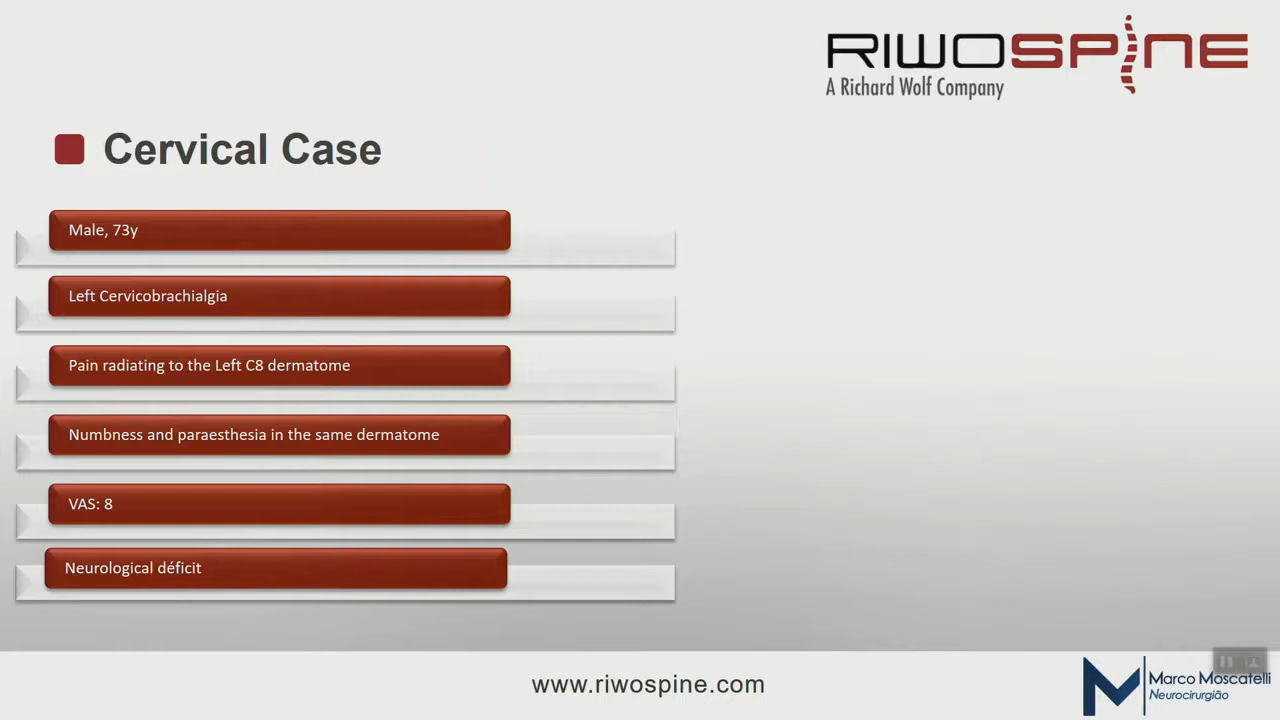 RIWOSPINE
A Richard Wolf Company
Cervical Case
Male, 73y
Left Cervicobrachialgia
Pain radiating to the Left C8 dermatome
Numbness and paraesthesia in the same dermatome
VAS: 8
Neurological déficit
www.riwospine.com
M
Marco Moscatelli
Neurocirurgião